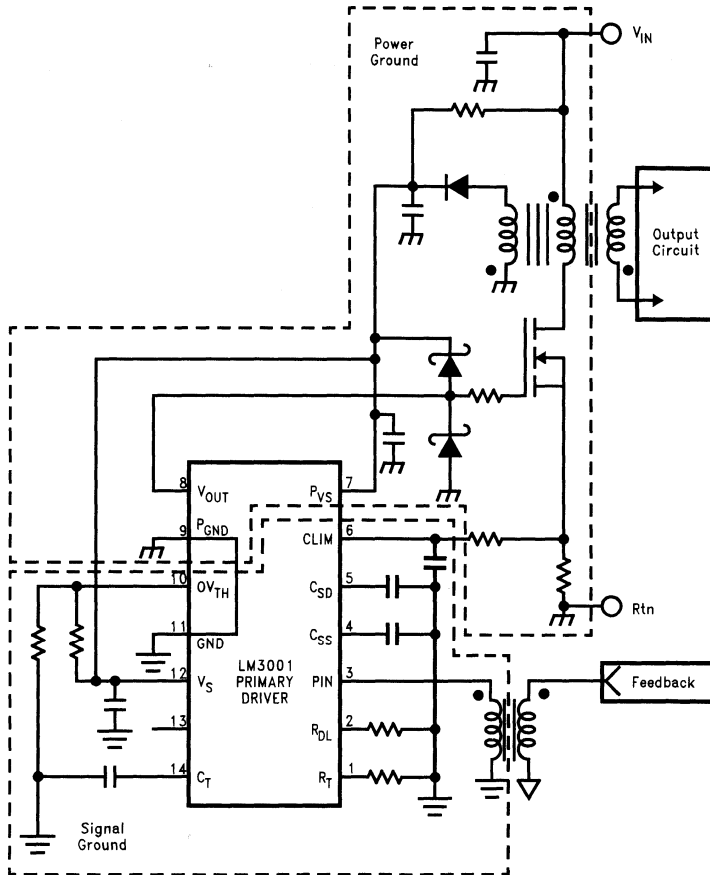 Power
Ground
VIN
Output
Circuit
8
VOUT
PVS
7
9
PGND
CLIM
6
10
OVTH
CSD
5
11
GND
CSS
4
Rtn
12
VS
LM3001
PRIMARY
DRIVER
PIN
3
Feedback
13
RDL
2
14
CT
RT
1
Signal
Ground